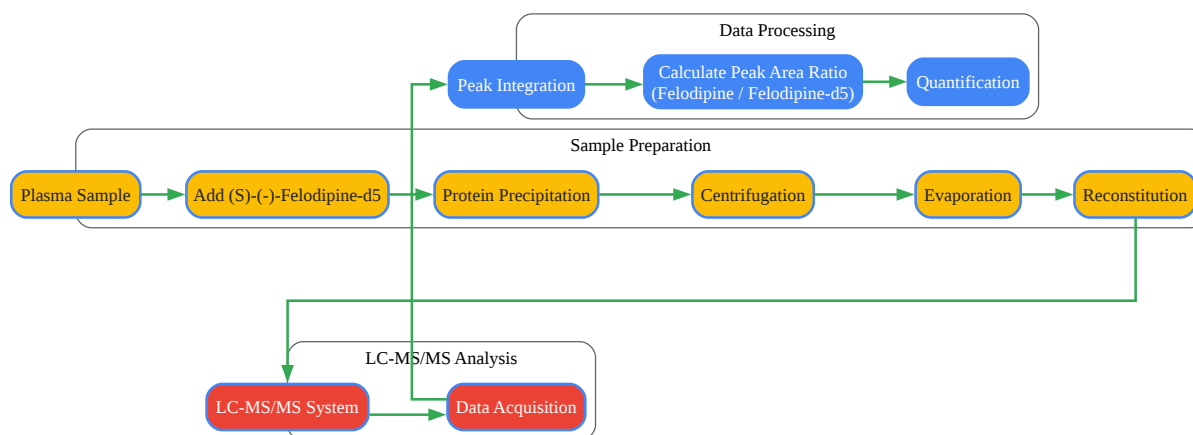 Data Processing
Peak Integration
Calculate Peak Area Ratio
(Felodipine / Felodipine-d5)
Quantification
Sample Preparation
Plasma Sample
Add (S)-(-)-Felodipine-d5
Protein Precipitation
Centrifugation
Evaporation
Reconstitution
LC-MS/MS Analysis
LC-MS/MS System
Data Acquisition